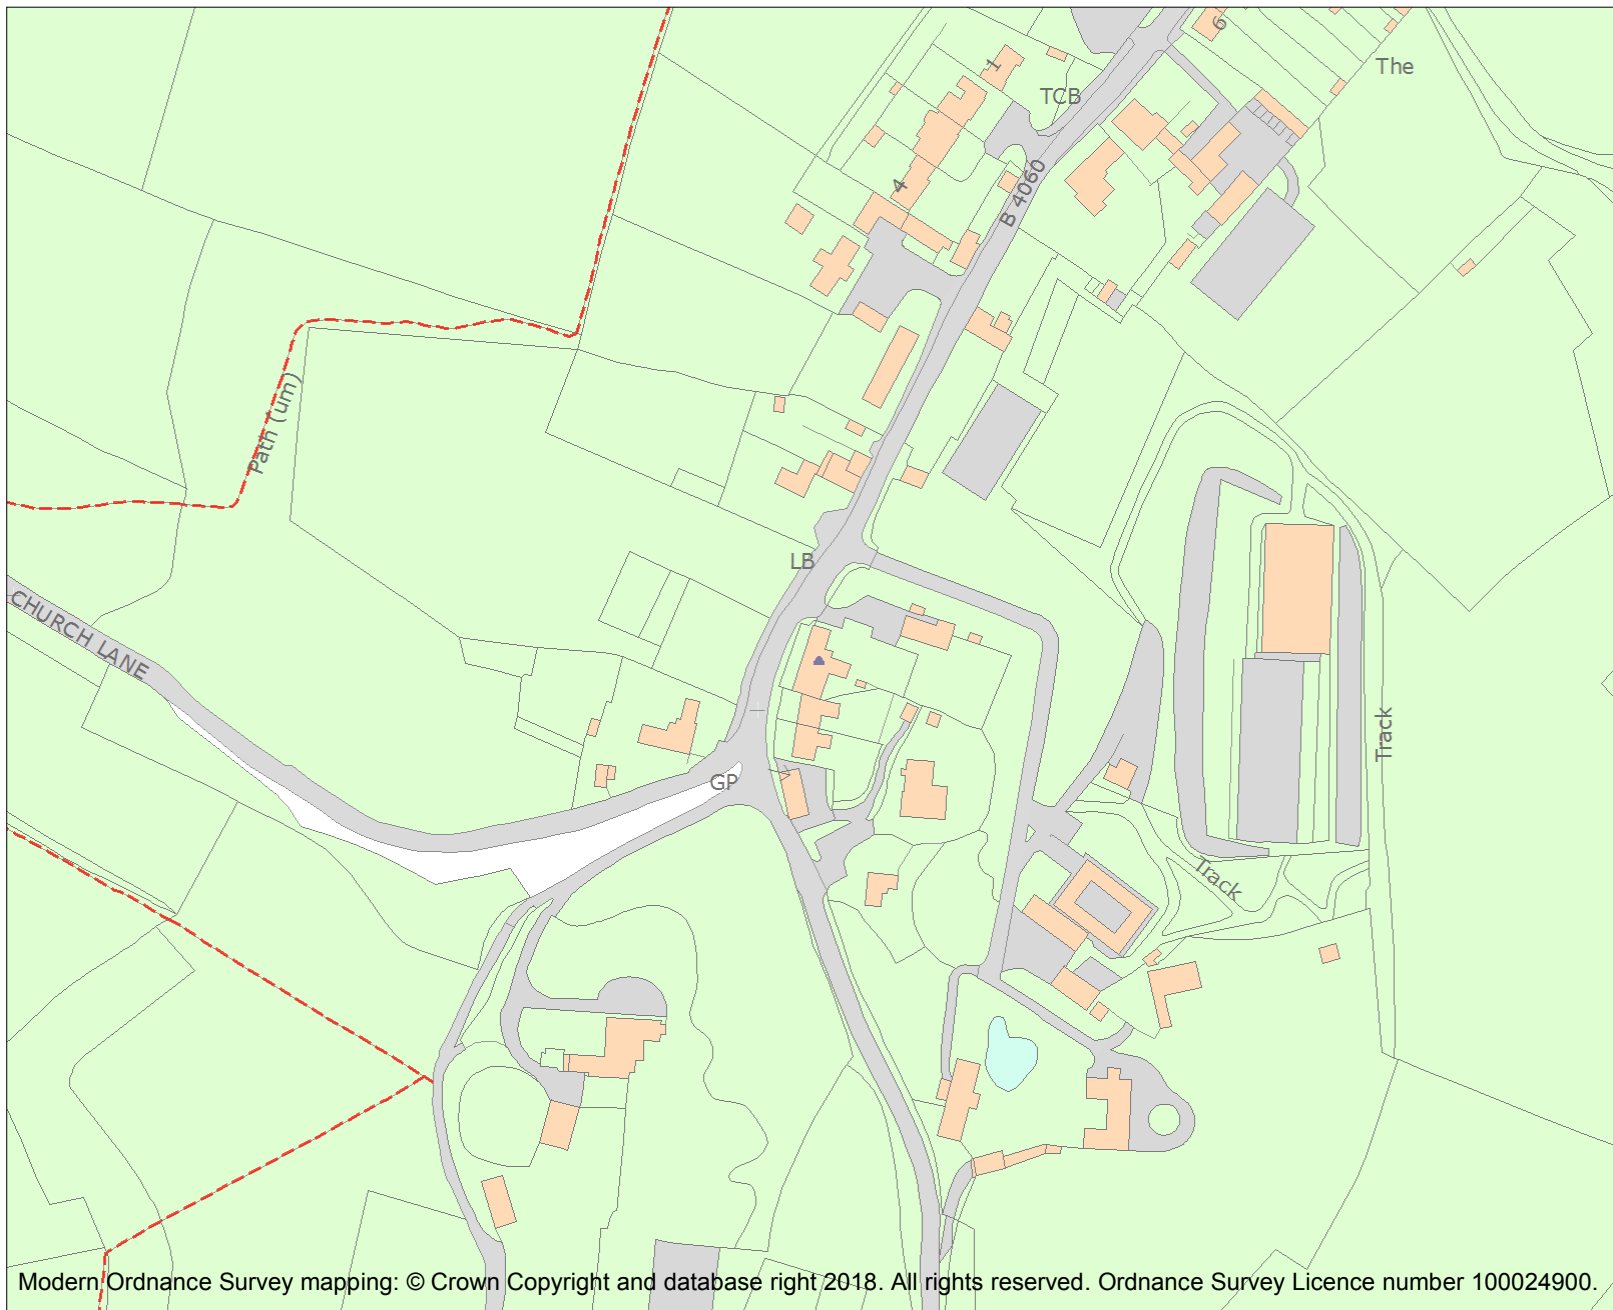 6
The
1
TCB
4
B 4060
Path (um)
LB
CHURCH LANE
GP
Track
Track
Modern Ordnance Survey mapping: © Crown Copyright and database right 2018. All rights reserved. Ordnance Survey Licence number 100024900.